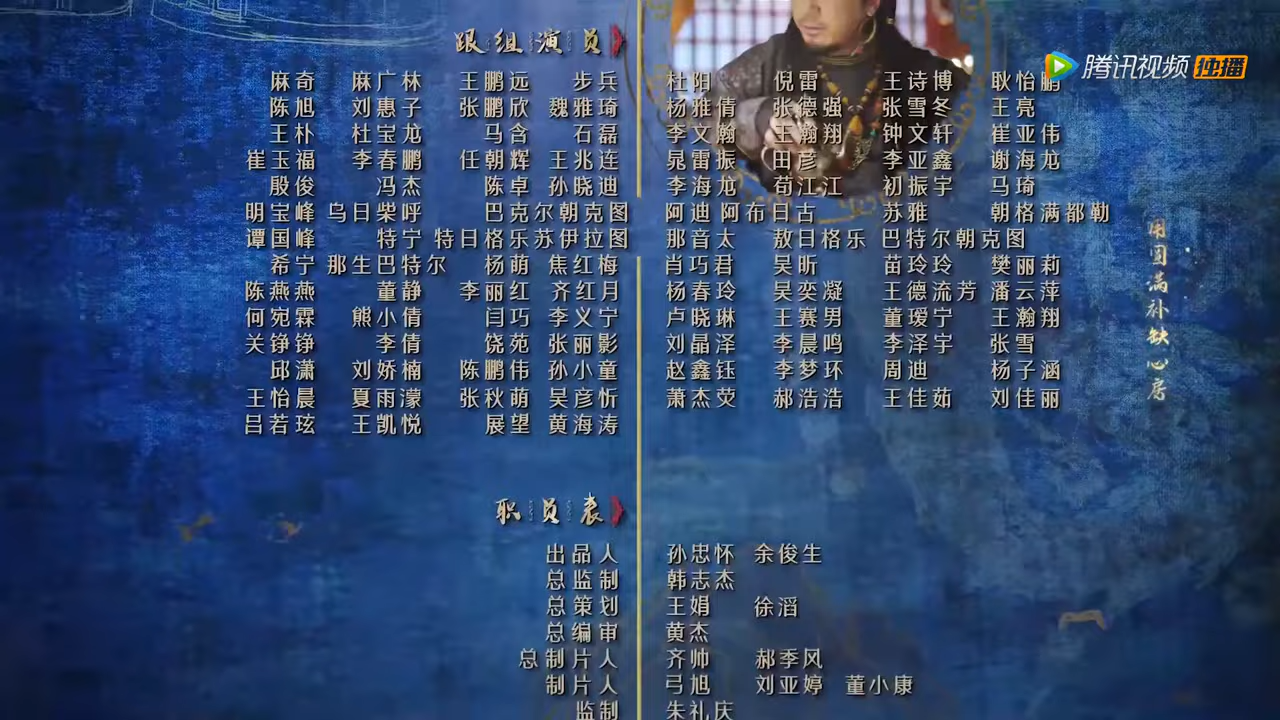 跟组演员
腾讯视频 独播
麻奇 麻广林 王鹏远 步兵 杜阳 倪雷 王诗博 耿怡鹏
陈旭 刘惠子 张鹏欣 魏雅琦 杨雅倩 张德强 张雪冬 王亮
王朴 杜宝龙 马含 石磊 李文瀚 王瀚翔 钟文轩 崔亚伟
崔玉福 李春鹏 任朝辉 王兆连 晁雷振 田彦 李亚鑫 谢海龙
殷俊 冯杰 陈卓 孙晓迪 李海龙 荀江江 初振宇 马琦
明宝峰 乌日柴呼 巴克尔朝克图 阿迪 阿布日古 苏雅 朝格满都勒
谭国峰 特宁 特日格乐 苏伊拉图 那音太 敖日格乐 巴特尔朝克图
希宁 那生巴特尔 杨萌 焦红梅 肖巧君 吴昕 苗玲玲 樊丽莉
陈燕燕 董静 李丽红 齐红月 杨春玲 吴奕凝 王德流芳 潘云萍
何宛霖 熊小倩 闫巧 李义宁 卢晓琳 王赛男 董瑷宁 王瀚翔
关铮铮 李倩 饶苑 张丽影 刘晶泽 李晨鸣 李泽宇 张雪
邱潇 刘娇楠 陈鹏伟 孙小童 赵鑫钰 李梦环 周迪 杨子涵
王怡晨 夏雨濛 张秋萌 吴彦忻 萧杰荧 郝浩浩 王佳茹 刘佳丽
吕若玹 王凯悦 展望 黄海涛
用圆满补缺心房
职员表
出品人 孙忠怀 余俊生
总监制 韩志杰
总策划 王娟 徐滔
总编审 黄杰
总制片人 齐帅 郝季风
制片人 弓旭 刘亚婷 董小康
监制 朱礼庆